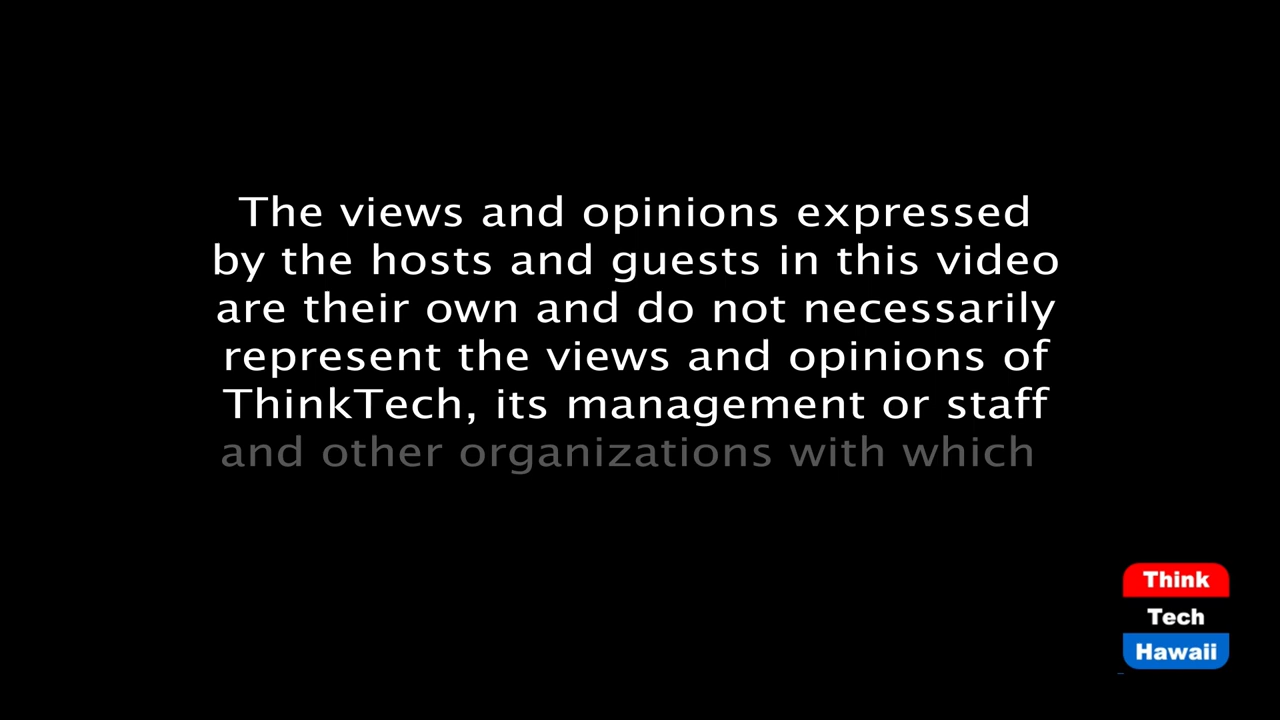 The views and opinions expressed
by the hosts and guests in this video
are their own and do not necessarily
represent the views and opinions of
ThinkTech, its management or staff
and other organizations with which
Think
Tech
Hawaii